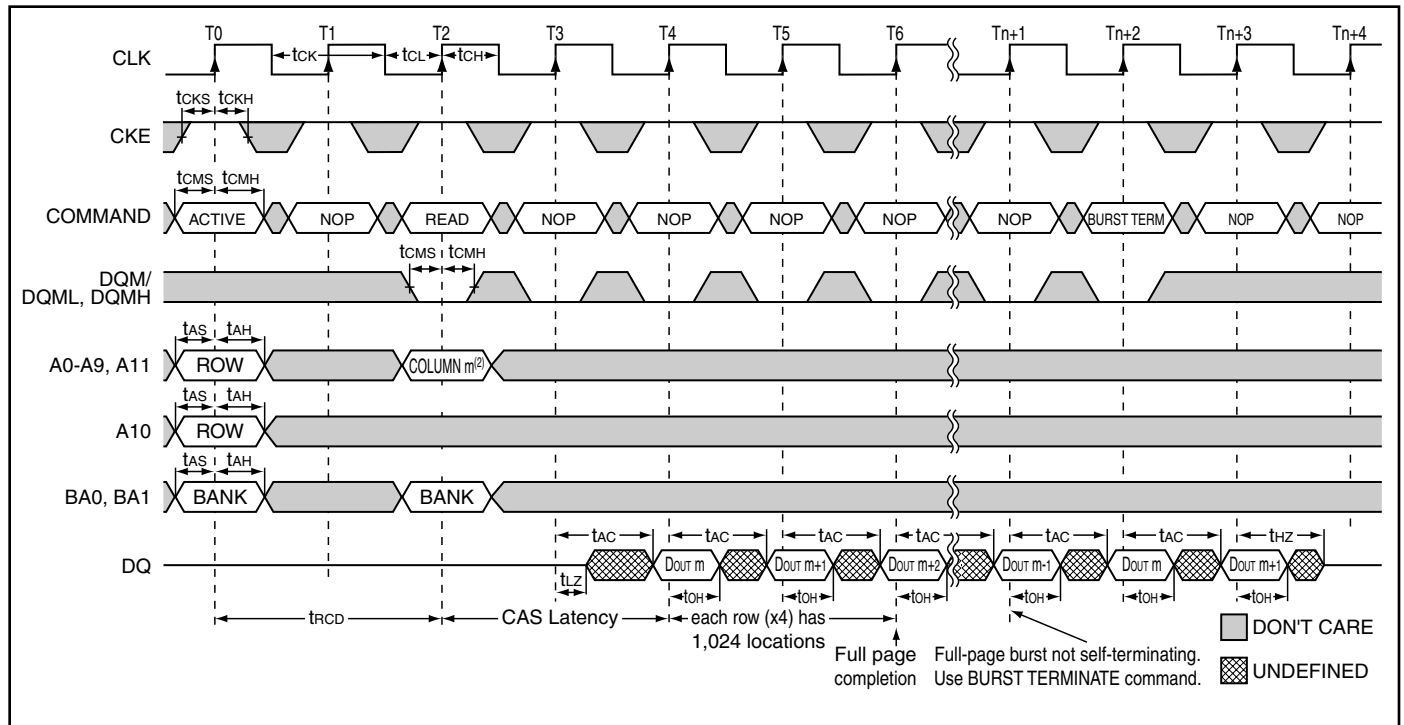 T0 T1 T2 T3 T4 T5 T6 Tn+1 Tn+2 Tn+3 Tn+4
CLK
tCK tCL tCH
tCKS tCKH
CKE
tCMS tCMH
COMMAND
ACTIVE NOP READ NOP NOP NOP NOP NOP BURST TERM NOP NOP
tCMS tCMH
DQM/
DQML, DQMH
tAS tAH
A0-A9, A11
ROW COLUMN m(2)
tAS tAH
A10
ROW
tAS tAH
BA0, BA1
BANK BANK
tAC tAC tAC tAC tAC tAC tHZ
DQ
DOUT m DOUT m+1 DOUT m+2 DOUT m-1 DOUT m DOUT m+1
tLZ
tOH tOH tOH tOH tOH tOH
tRCD CAS Latency each row (x4) has
1,024 locations
Full page
completion
Full-page burst not self-terminating.
Use BURST TERMINATE command.
DON'T CARE
UNDEFINED